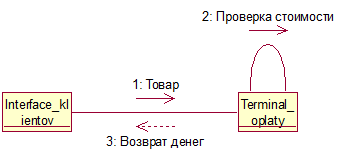 2: Проверка стоимости
1: Товар
Interface_kl
ientov
Terminal_
oplaty
3: Возврат денег